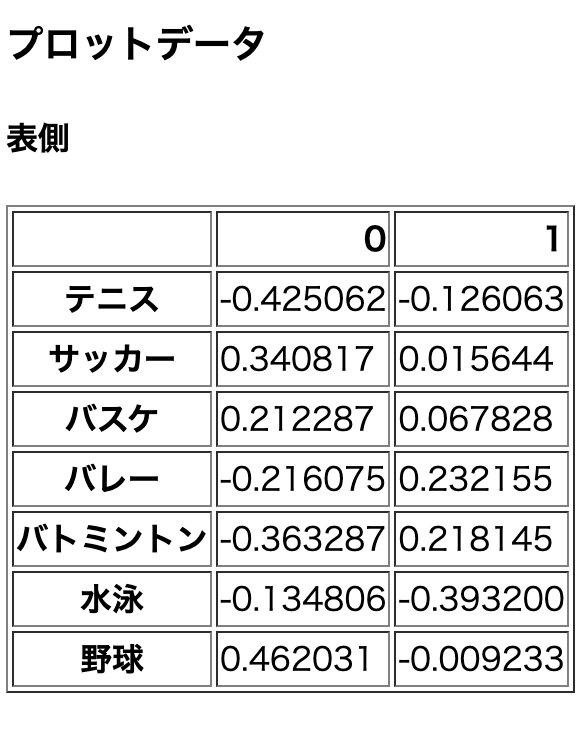 プロットデータ
表側
0 1
テニス -0.425062 -0.126063
サッカー 0.340817 0.015644
バスケ 0.212287 0.067828
バレー -0.216075 0.232155
バトミントン -0.363287 0.218145
水泳 -0.134806 -0.393200
野球 0.462031 -0.009233